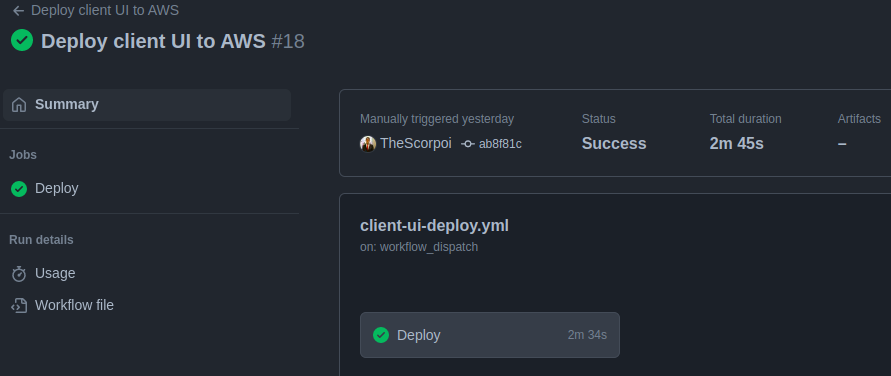 Deploy client UI to AWS
Deploy client UI to AWS #18
Summary
Jobs
Deploy
Run details
Usage
Workflow file
Manually triggered yesterday
TheScorpoi ab8f81c
Status
Success
Total duration
2m 45s
Artifacts
–
client-ui-deploy.yml
on: workflow_dispatch
Deploy 2m 34s